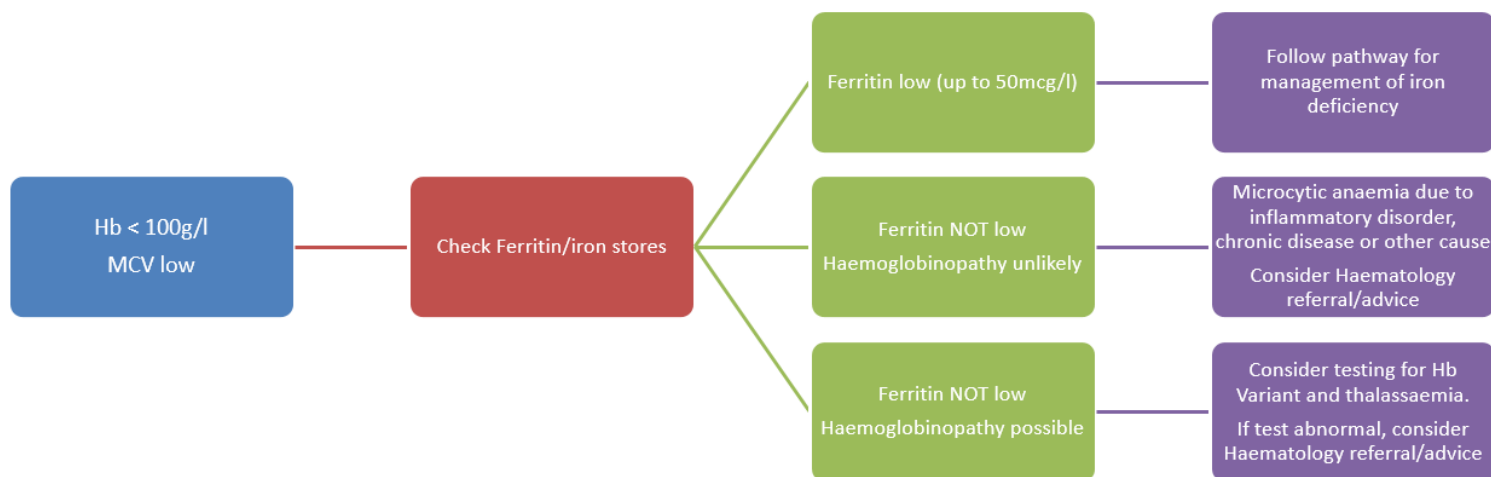 Hb < 100g/l
MCV low
Check Ferritin/iron stores
Ferritin low (up to 50mcg/l)
Follow pathway for
management of iron
deficiency
Ferritin NOT low
Haemoglobinopathy unlikely
Microcytic anaemia due to
inflammatory disorder,
chronic disease or other cause
Consider Haematology
referral/advice
Ferritin NOT low
Haemoglobinopathy possible
Consider testing for Hb
Variant and thalassaemia.
If test abnormal, consider
Haematology referral/advice